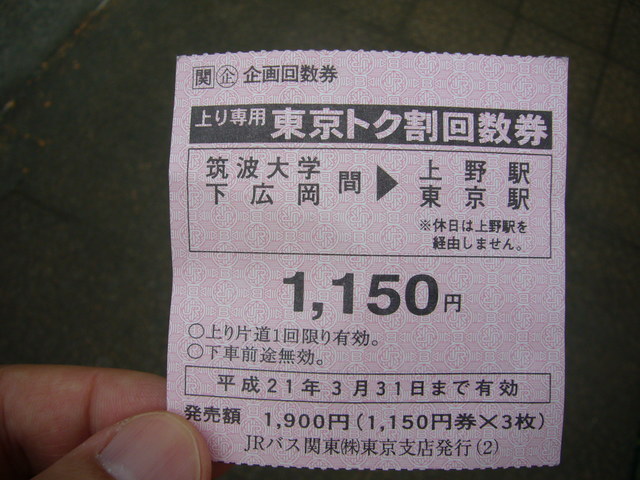 関 企 企画回数券
上り専用 東京トク割回数券
筑波大学 下広岡 間 ▶ 上野駅 東京駅
※休日は上野駅を
経由しません。
1,150円
○上り片道1回限り有効。
○下車前途無効。
平成21年3月31日まで有効
発売額 1,900円(1,150円券×3枚)
JRバス関東㈱東京支店発行(2)